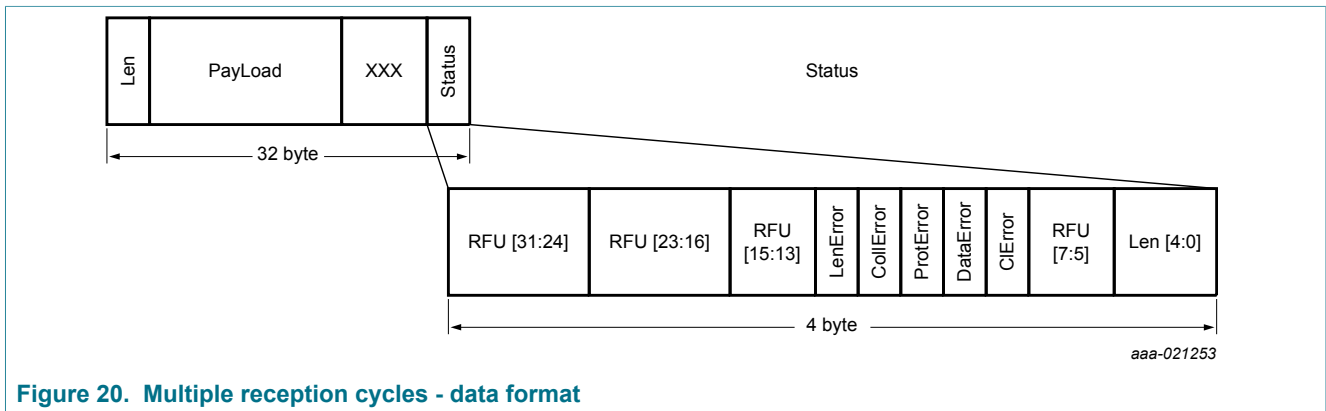 Len
PayLoad
XXX
Status
Status
32 byte
RFU [31:24]
RFU [23:16]
RFU
[15:13]
LenError
CollError
ProtError
DataError
ClError
RFU
[7:5]
Len [4:0]
4 byte
aaa-021253
Figure 20. Multiple reception cycles - data format